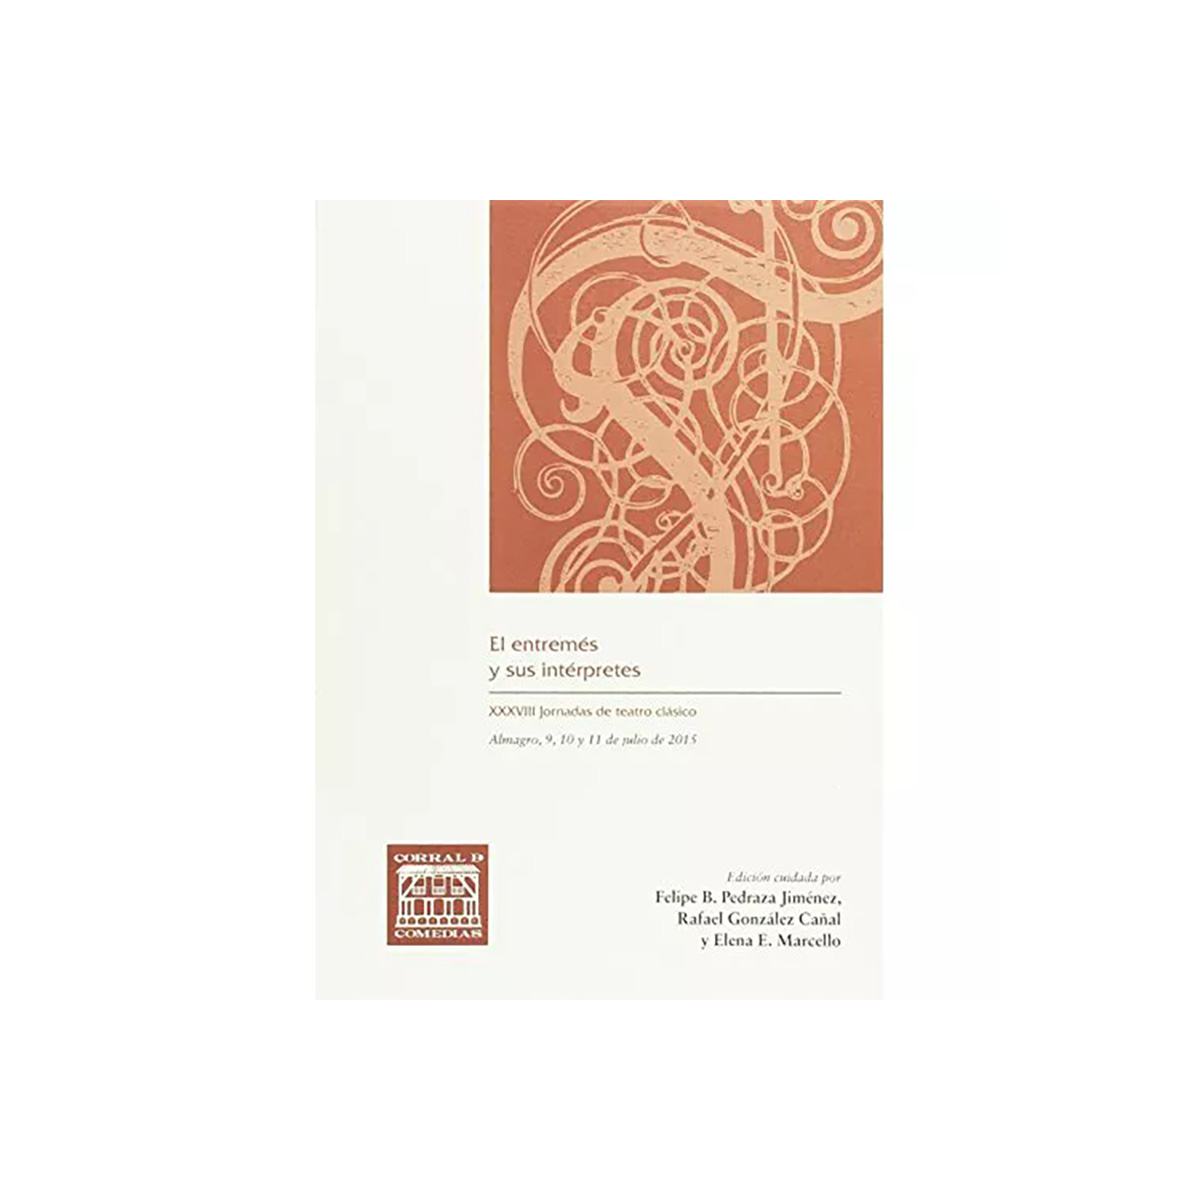 El entremés
y sus intérpretes
XXXVIII Jornadas de teatro clásico
Almagro, 9, 10 y 11 de julio de 2015
CORRAL D
COMEDIAS
Edición cuidada por
Felipe B. Pedraza Jiménez,
Rafael González Cañal
y Elena E. Marcello